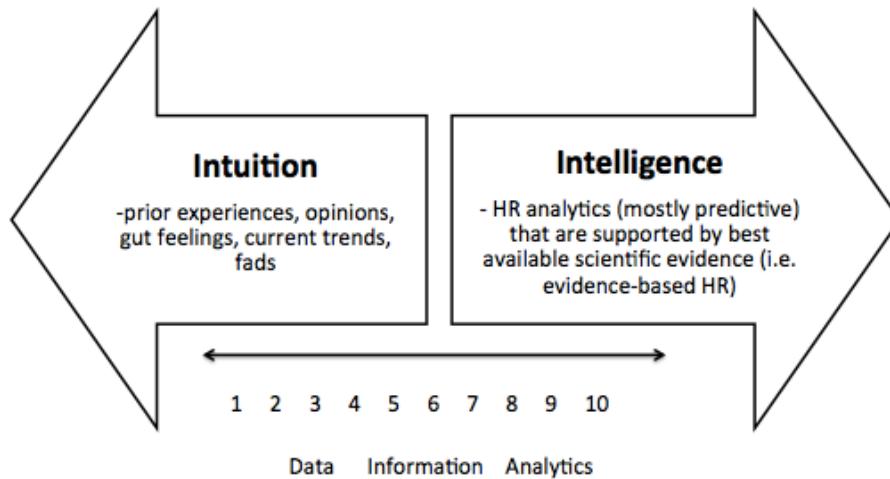 Intuition
-prior experiences, opinions,
gut feelings, current trends,
fads
Intelligence
- HR analytics (mostly predictive)
that are supported by best
available scientific evidence (i.e.
evidence-based HR)
1 2 3 4 5 6 7 8 9 10
Data Information Analytics